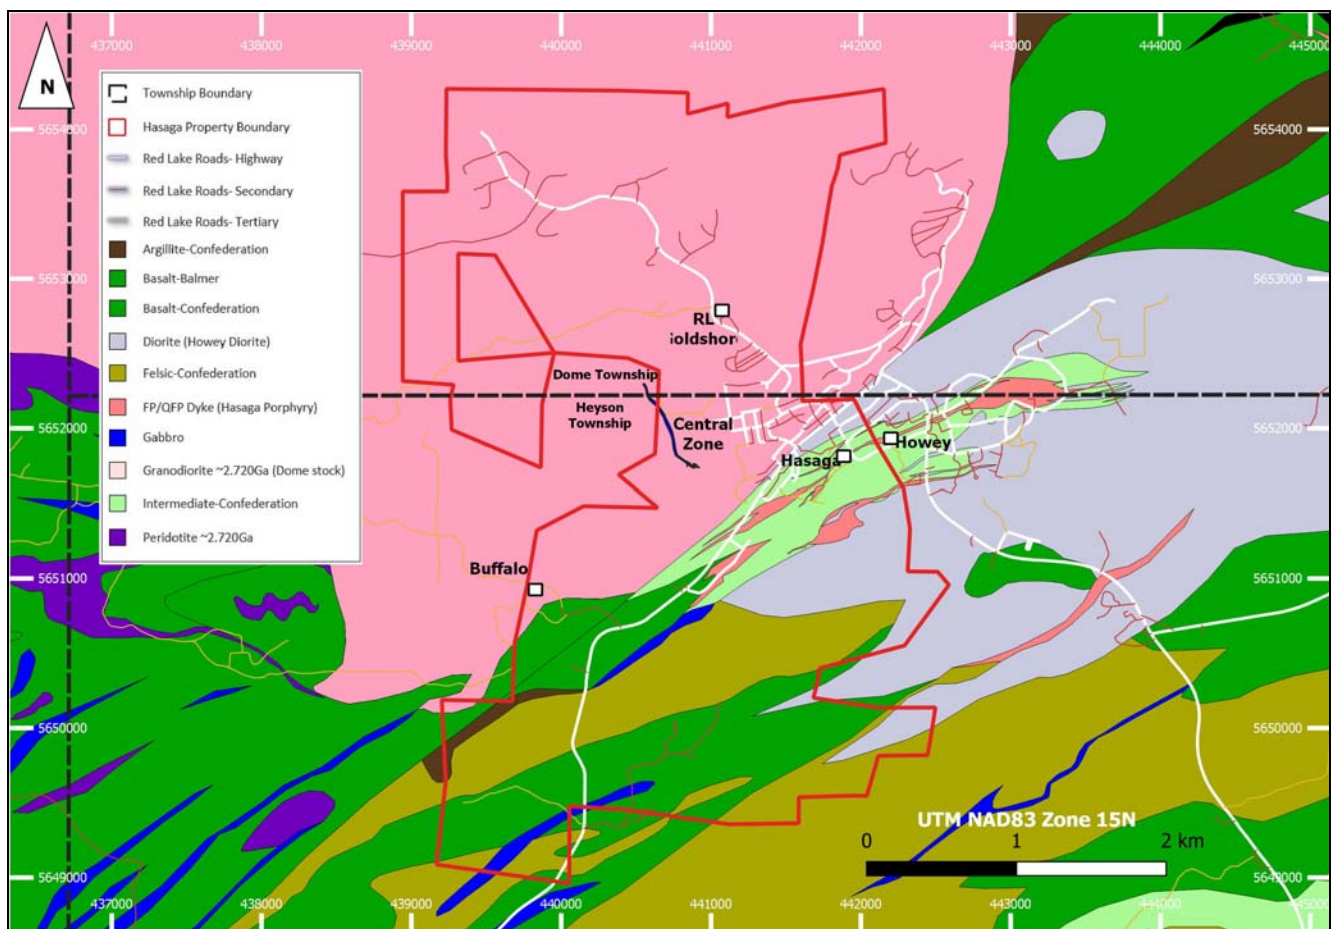 437000 438000 439000 440000 441000 442000 443000 444000 445000
N
Township Boundary
Hasaga Property Boundary
Red Lake Roads- Highway
Red Lake Roads- Secondary
Red Lake Roads- Tertiary
Argillite-Confederation
Basalt-Balmer
Basalt-Confederation
Diorite (Howey Diorite)
Felsic-Confederation
FP/QFP Dyke (Hasaga Porphyry)
Gabbro
Granodiorite ~2.720Ga (Dome stock)
Intermediate-Confederation
Peridotite ~2.720Ga
5654000 5654000
5653000 5653000
RL
oldshor
Dome Township
Heyson
Township
5652000 5652000
Central
Zone
Howey
Hasaga
Buffalo
5651000 5651000
5650000 5650000
UTM NAD83 Zone 15N
0 1 2 km
5649000 5649000
437000 438000 439000 440000 441000 442000 443000 444000 445000